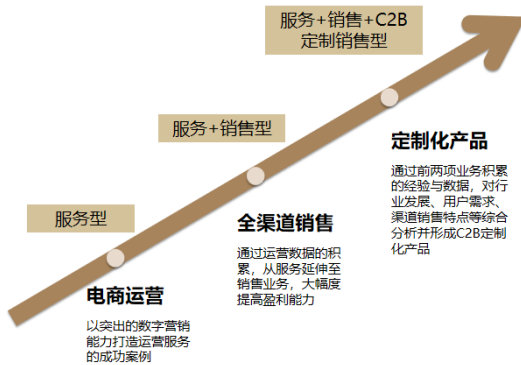 服务+销售+C2B
定制销售型
服务+销售型
服务型
定制化产品
通过前两项业务积累
的经验与数据，对行
业发展、用户需求、
渠道销售特点等综合
分析并形成C2B定制
化产品
全渠道销售
通过运营数据的积
累，从服务延伸至
销售业务，大幅度
提高盈利能力
电商运营
以突出的数字营销
能力打造运营服务
的成功案例